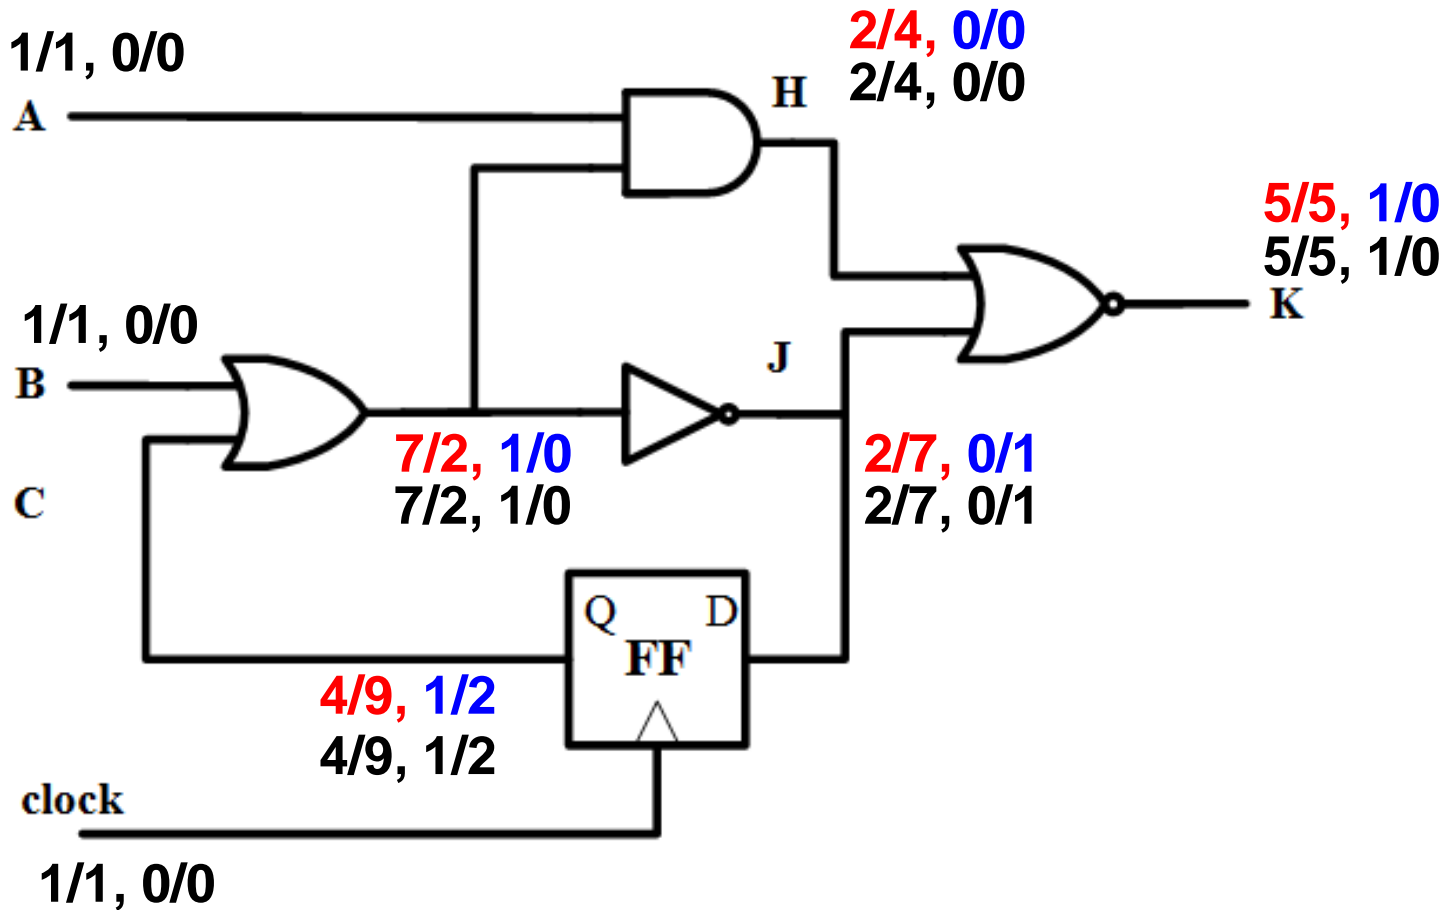 1/1, 0/0
A
H
2/4, 0/0
2/4, 0/0
5/5, 1/0
5/5, 1/0
K
1/1, 0/0
B
J
7/2, 1/0
7/2, 1/0
2/7, 0/1
2/7, 0/1
C
Q D
FF
4/9, 1/2
4/9, 1/2
clock
1/1, 0/0